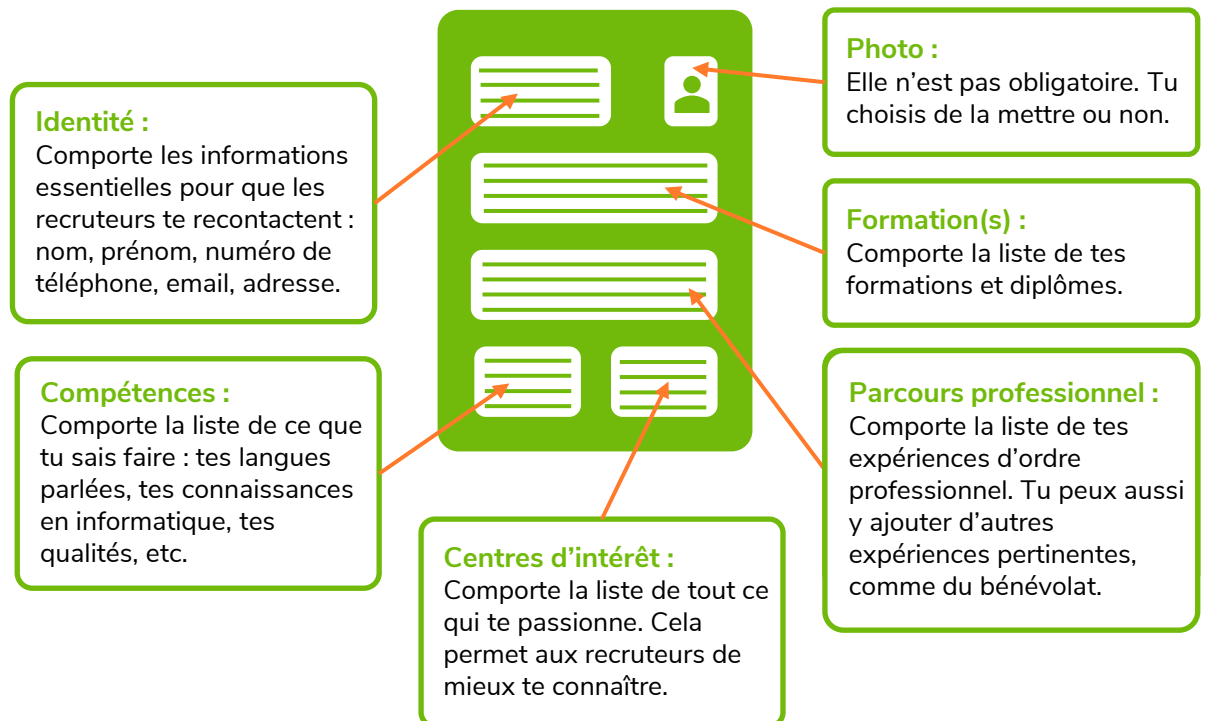 Identité :
Comporte les informations
essentielles pour que les
recruteurs te recontactent :
nom, prénom, numéro de
téléphone, email, adresse.
Photo :
Elle n’est pas obligatoire. Tu
choisis de la mettre ou non.
Formation(s) :
Comporte la liste de tes
formations et diplômes.
Compétences :
Comporte la liste de ce que
tu sais faire : tes langues
parlées, tes connaissances
en informatique, tes
qualités, etc.
Parcours professionnel :
Comporte la liste de tes
expériences d’ordre
professionnel. Tu peux aussi
y ajouter d’autres
expériences pertinentes,
comme du bénévolat.
Centres d’intérêt :
Comporte la liste de tout ce
qui te passionne. Cela
permet aux recruteurs de
mieux te connaître.